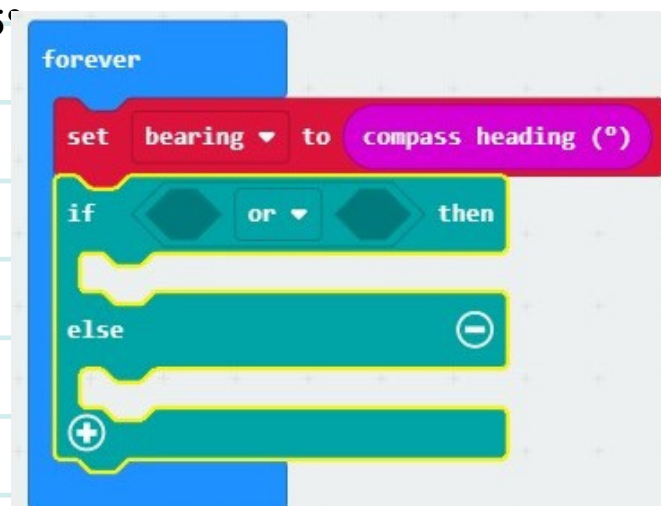 forever
set bearing to compass heading (º)
if or then
else